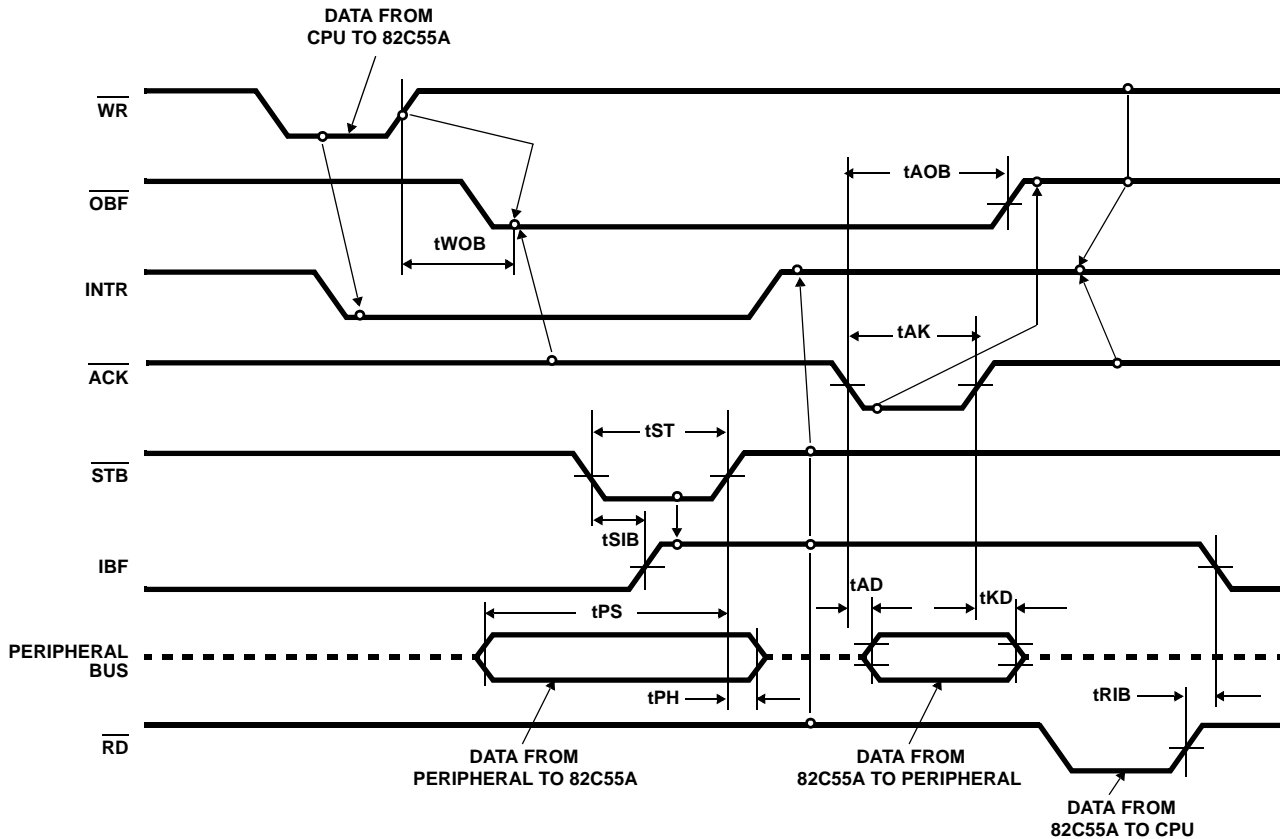 DATA FROM
CPU TO 82C55A
WR
OBF
tAOB
tWOB
INTR
tAK
ACK
tST
STB
tSIB
IBF
tAD
tKD
tPS
PERIPHERAL
BUS
tPH
tRIB
RD
DATA FROM
PERIPHERAL TO 82C55A
DATA FROM
82C55A TO PERIPHERAL
DATA FROM
82C55A TO CPU